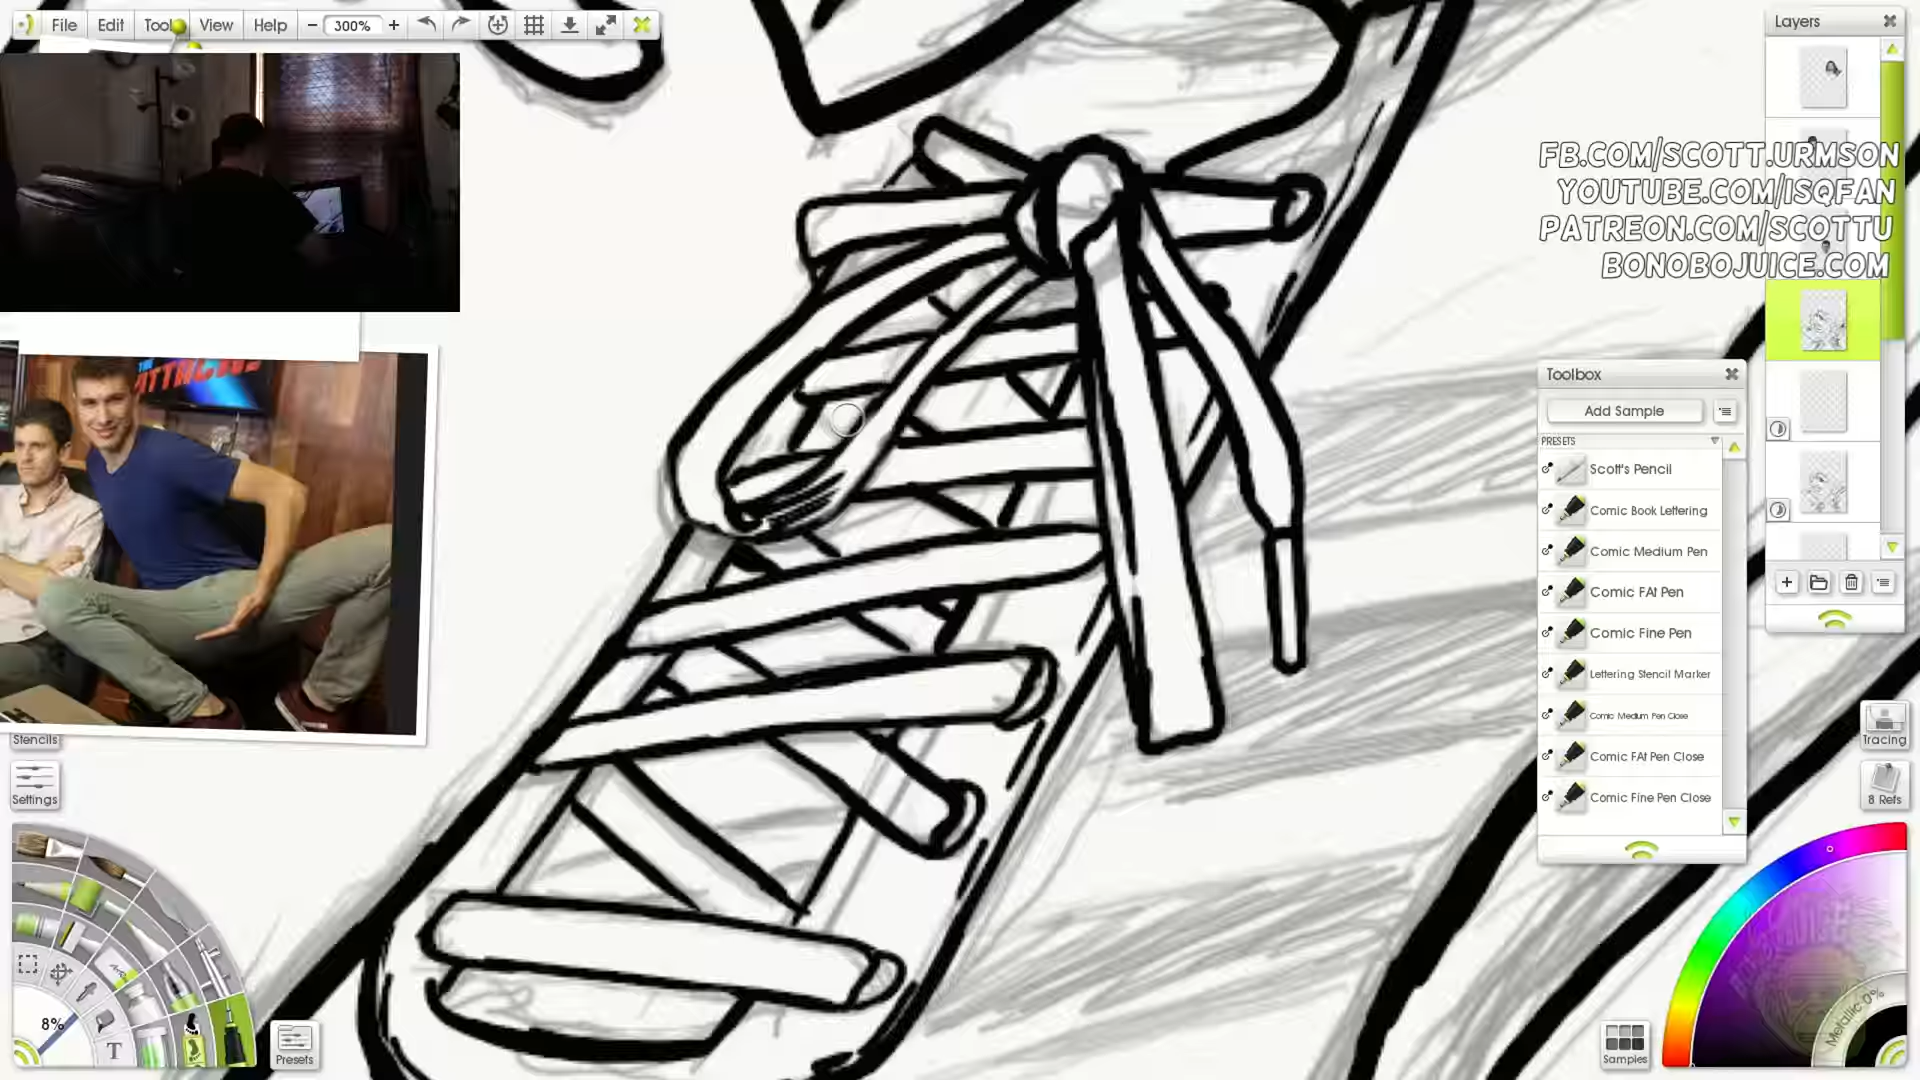 File Edit Tool View Help 300%
Layers
FB.COM/SCOTT.URMSON
YOUTUBE.COM/ISQFAN
PATREON.COM/SCOTTU
BONOBOJUICE.COM
Toolbox
Add Sample
PRESETS
Scott's Pencil
Comic Book Lettering
Comic Medium Pen
Comic FAt Pen
Comic Fine Pen
Lettering Stencil Marker
Comic Medium Pen Close
Comic FAt Pen Close
Comic Fine Pen Close
Tracing
8 Refs
Stencils
Settings
8%
T
Presets
Samples
Metallic 0%